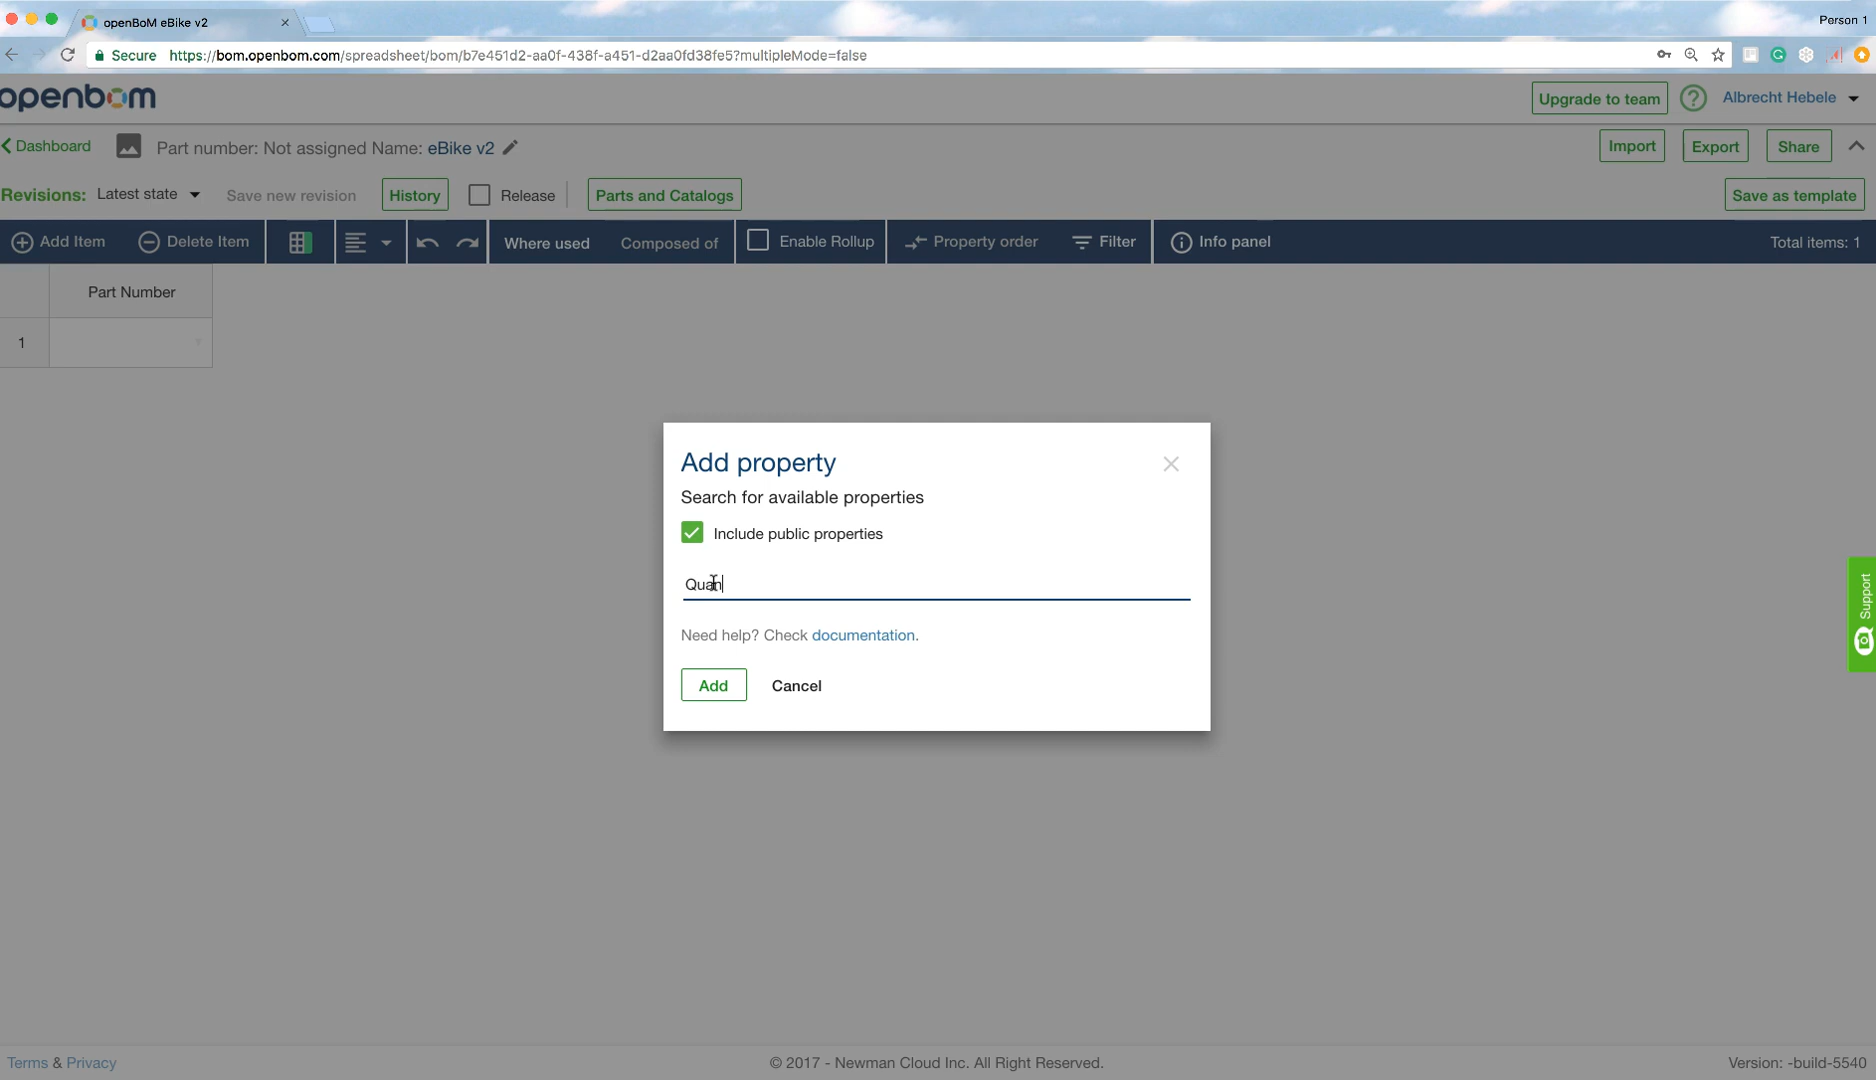 openBoM eBike v2
Person 1
Secure https://bom.openbom.com/spreadsheet/bom/b7e451d2-aa0f-438f-a451-d2aa0fd38fe5?multipleMode=false
openbom
Upgrade to team
?
Albrecht Hebele
Dashboard
Part number: Not assigned Name: eBike v2
Import
Export
Share
Revisions: Latest state
Save new revision
History
Release
Parts and Catalogs
Save as template
Add Item
Delete Item
Where used
Composed of
Enable Rollup
Property order
Filter
Info panel
Total items: 1
Part Number
1
Add property
Search for available properties
Include public properties
Quan
Need help? Check documentation.
Add
Cancel
Support
Terms & Privacy
© 2017 - Newman Cloud Inc. All Right Reserved.
Version: -build-5540